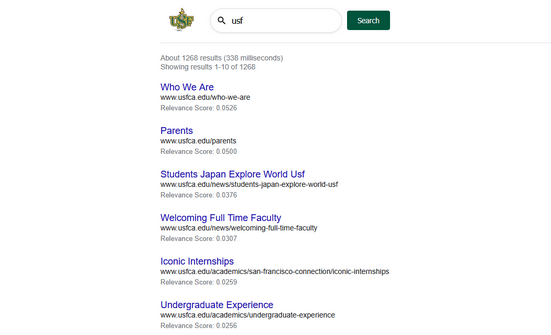 USF
usf
Search
About 1268 results (338 milliseconds)
Showing results 1-10 of 1268
Who We Are
www.usfca.edu/who-we-are
Relevance Score: 0.0526
Parents
www.usfca.edu/parents
Relevance Score: 0.0500
Students Japan Explore World Usf
www.usfca.edu/news/students-japan-explore-world-usf
Relevance Score: 0.0376
Welcoming Full Time Faculty
www.usfca.edu/news/welcoming-full-time-faculty
Relevance Score: 0.0307
Iconic Internships
www.usfca.edu/academics/san-francisco-connection/iconic-internships
Relevance Score: 0.0259
Undergraduate Experience
www.usfca.edu/academics/undergraduate-experience
Relevance Score: 0.0256